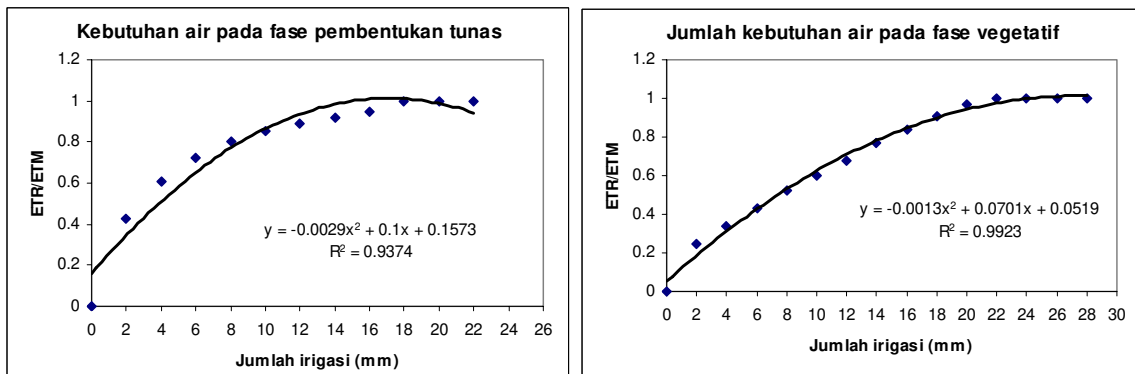 Kebutuhan air pada fase pembentukan tunas
1.2
1
0.8
0.6
0.4
0.2
0
ETR/ETM
y = -0.0029x² + 0.1x + 0.1573
R² = 0.9374
0 2 4 6 8 10 12 14 16 18 20 22 24 26
Jumlah irigasi (mm)
Jumlah kebutuhan air pada fase vegetatif
1.2
1
0.8
0.6
0.4
0.2
0
ETR/ETM
y = -0.0013x² + 0.0701x + 0.0519
R² = 0.9923
0 2 4 6 8 10 12 14 16 18 20 22 24 26 28 30
Jumlah irigasi (mm)